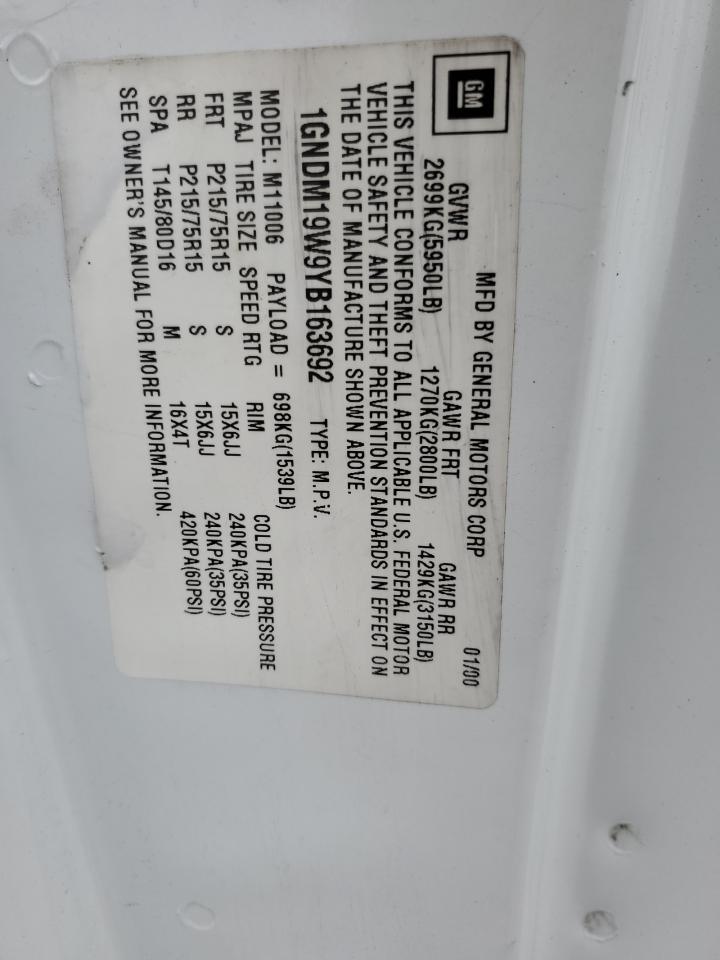 GM
MFD BY GENERAL MOTORS CORP 01/00
GVWR GAWR FRT GAWR RR
2699KG(5950LB) 1270KG(2800LB) 1429KG(3150LB)
THIS VEHICLE CONFORMS TO ALL APPLICABLE U.S. FEDERAL MOTOR
VEHICLE SAFETY AND THEFT PREVENTION STANDARDS IN EFFECT ON
THE DATE OF MANUFACTURE SHOWN ABOVE.
1GNDM19W9YB163692 TYPE: M.P.V.
MODEL: M11006 PAYLOAD = 698KG(1539LB)
MPAJ TIRE SIZE SPEED RTG RIM COLD TIRE PRESSURE
FRT P215/75R15 S 15X6JJ 240KPA(35PSI)
RR P215/75R15 S 15X6JJ 240KPA(35PSI)
SPA T145/80D16 M 16X4T 420KPA(60PSI)
SEE OWNER'S MANUAL FOR MORE INFORMATION.